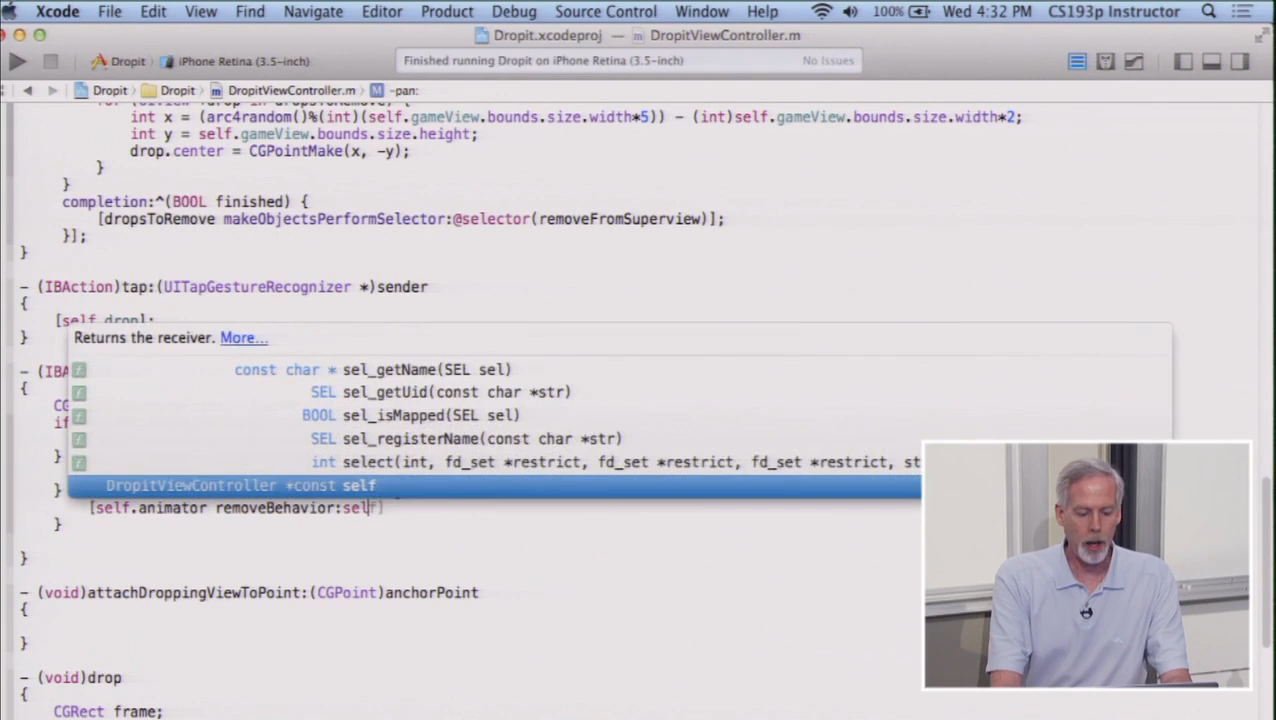 Xcode File Edit View Find Navigate Editor Product Debug Source Control Window Help 100% Wed 4:32 PM CS193p Instructor
Dropit.xcodeproj — DropitViewController.m
Dropit iPhone Retina (3.5-inch) Finished running Dropit on iPhone Retina (3.5-inch) No Issues
Dropit Dropit DropitViewController.m M -pan:
int x = (arc4random()%(int)(self.gameView.bounds.size.width*5)) - (int)self.gameView.bounds.size.width*2;
int y = self.gameView.bounds.size.height;
drop.center = CGPointMake(x, -y);
}
}
completion:^(BOOL finished) {
[dropsToRemove makeObjectsPerformSelector:@selector(removeFromSuperview)];
}];
}
- (IBAction)tap:(UITapGestureRecognizer *)sender
{
[self drop];
}
Returns the receiver. More...
- (IBA
f const char * sel_getName(SEL sel)
{
f SEL sel_getUid(const char *str)
CG
f BOOL sel_isMapped(SEL sel)
if
f SEL sel_registerName(const char *str)
}
f int select(int, fd_set *restrict, fd_set *restrict, fd_set *restrict, st
}
DropitViewController *const self
[self.animator removeBehavior:self]
}
}
- (void)attachDroppingViewToPoint:(CGPoint)anchorPoint
{
}
- (void)drop
{
CGRect frame;